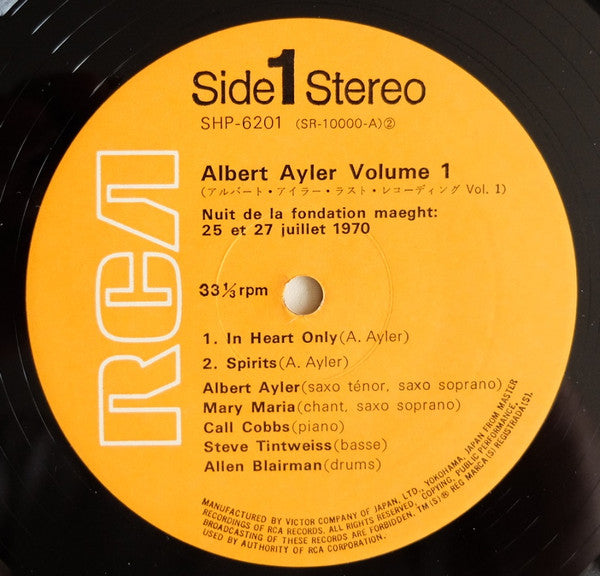 RCA
Side 1 Stereo
SHP-6201 (SR-10000-A)②
Albert Ayler Volume 1
(アルバート・アイラー・ラスト・レコーディング Vol. 1)
Nuit de la fondation maeght:
25 et 27 juillet 1970
33⅓ rpm
1. In Heart Only (A. Ayler)
2. Spirits (A. Ayler)
Albert Ayler (saxo ténor, saxo soprano)
Mary Maria (chant, saxo soprano)
Call Cobbs (piano)
Steve Tintweiss (basse)
Allen Blairman (drums)
MANUFACTURED BY VICTOR COMPANY OF JAPAN, LTD., YOKOHAMA, JAPAN FROM MASTER
RECORDINGS OF RCA RECORDS. ALL RIGHTS RESERVED, COPYING, PUBLIC PERFORMANCE,
BROADCASTING OF THESE RECORDS ARE FORBIDDEN. TM(S)® REG MARCA(S) REGISTRADA(S).
USED BY AUTHORITY OF RCA CORPORATION.